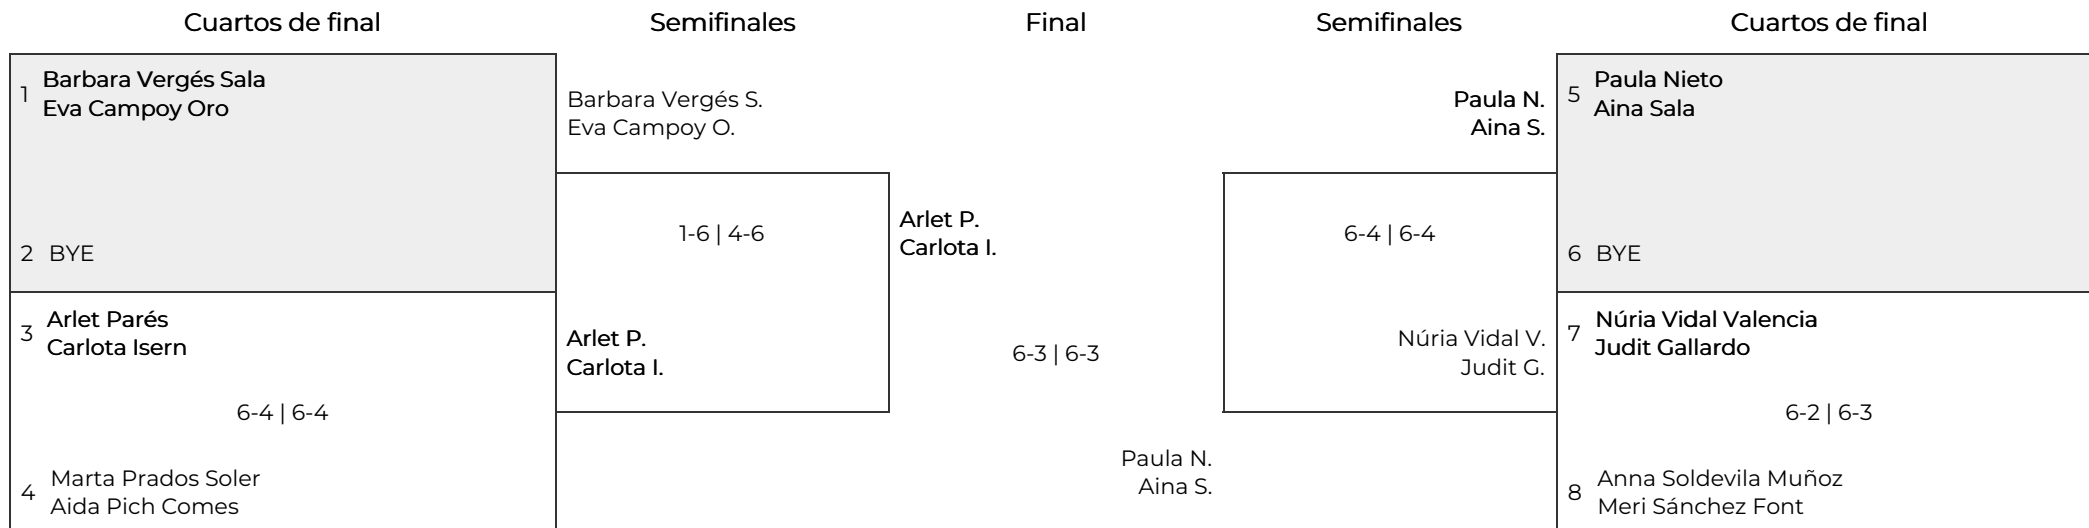 Cuartos de final
Semifinales
Final
Semifinales
Cuartos de final
1
Barbara Vergés Sala
Eva Campoy Oro
2 BYE
3
Arlet Parés
Carlota Isern
6-4 | 6-4
4
Marta Prados Soler
Aida Pich Comes
Barbara Vergés S.
Eva Campoy O.
1-6 | 4-6
Arlet P.
Carlota I.
Arlet P.
Carlota I.
6-3 | 6-3
Paula N.
Aina S.
Paula N.
Aina S.
6-4 | 6-4
Núria Vidal V.
Judit G.
5
Paula Nieto
Aina Sala
6 BYE
7
Núria Vidal Valencia
Judit Gallardo
6-2 | 6-3
8
Anna Soldevila Muñoz
Meri Sánchez Font